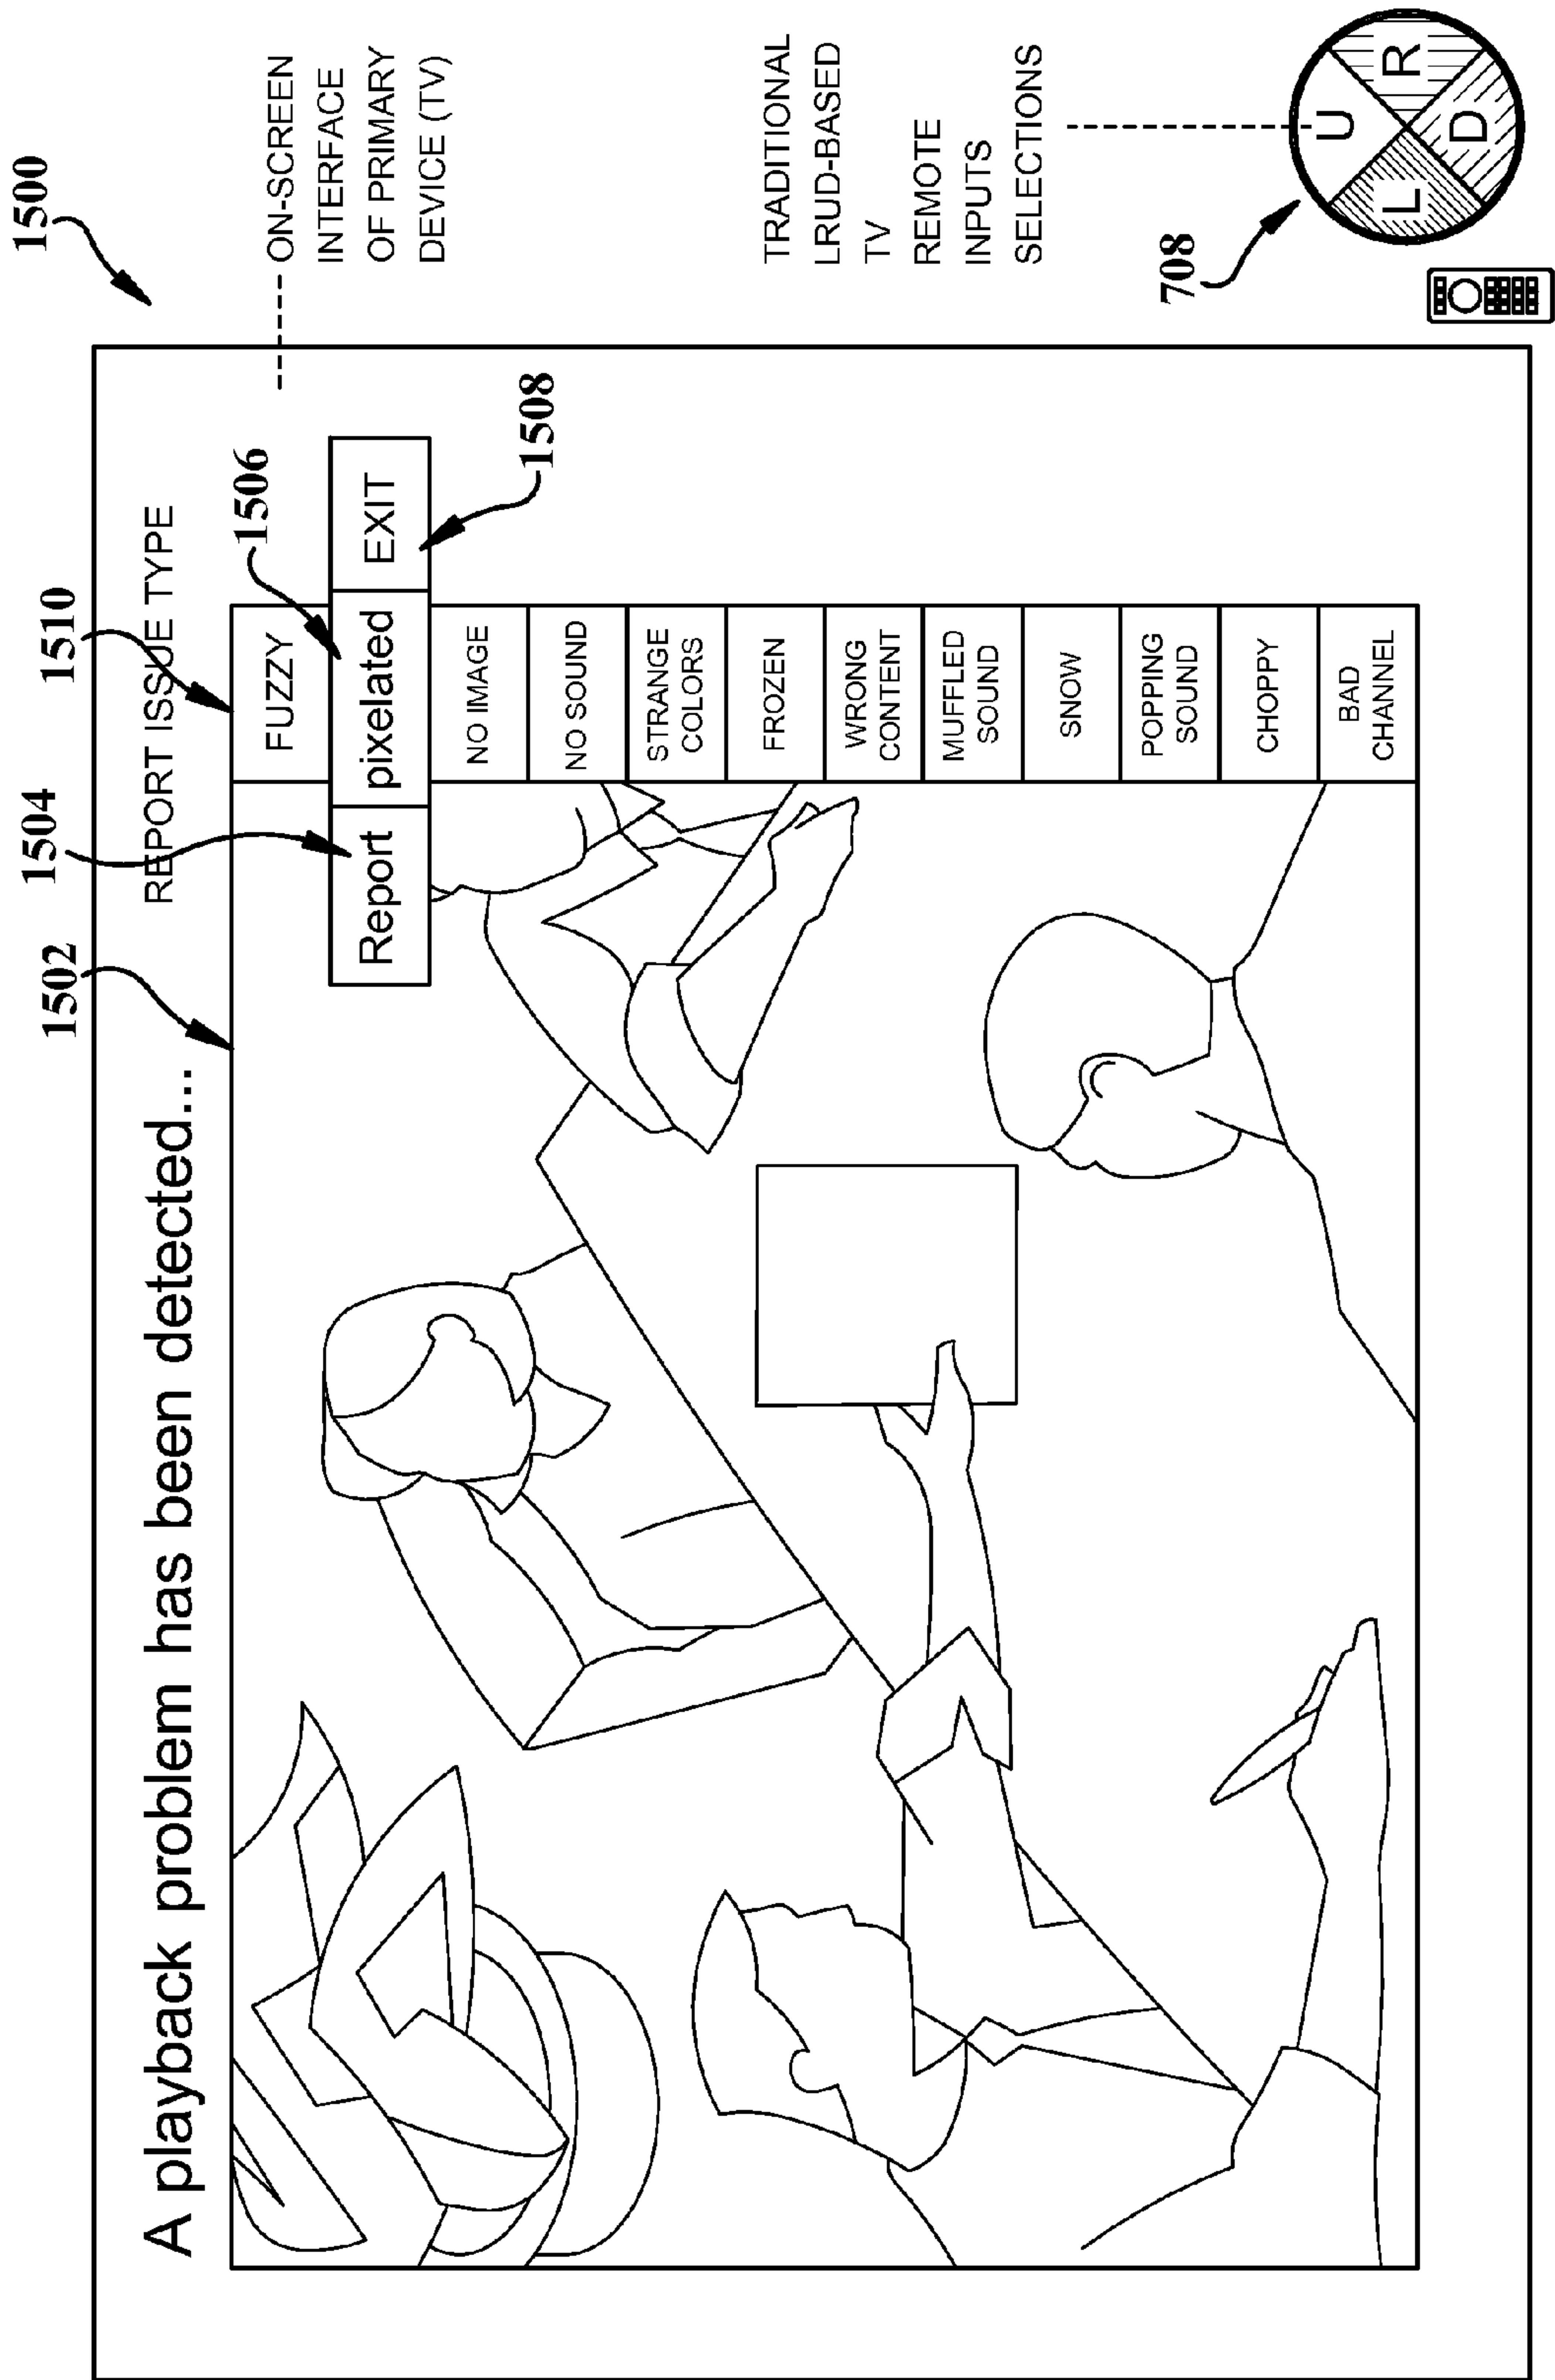 1500
1502
1504
1510
A playback problem has been detected...
REPORT ISSUE TYPE
1506
ON-SCREEN
INTERFACE
OF PRIMARY
DEVICE (TV)
FUZZY
Report pixelated EXIT
1508
NO IMAGE
NO SOUND
STRANGE
COLORS
FROZEN
WRONG
CONTENT
MUFFLED
SOUND
SNOW
POPPING
SOUND
CHOPPY
BAD
CHANNEL
TRADITIONAL
LRUD-BASED
TV
REMOTE
INPUTS
SELECTIONS
708
U
L R
D